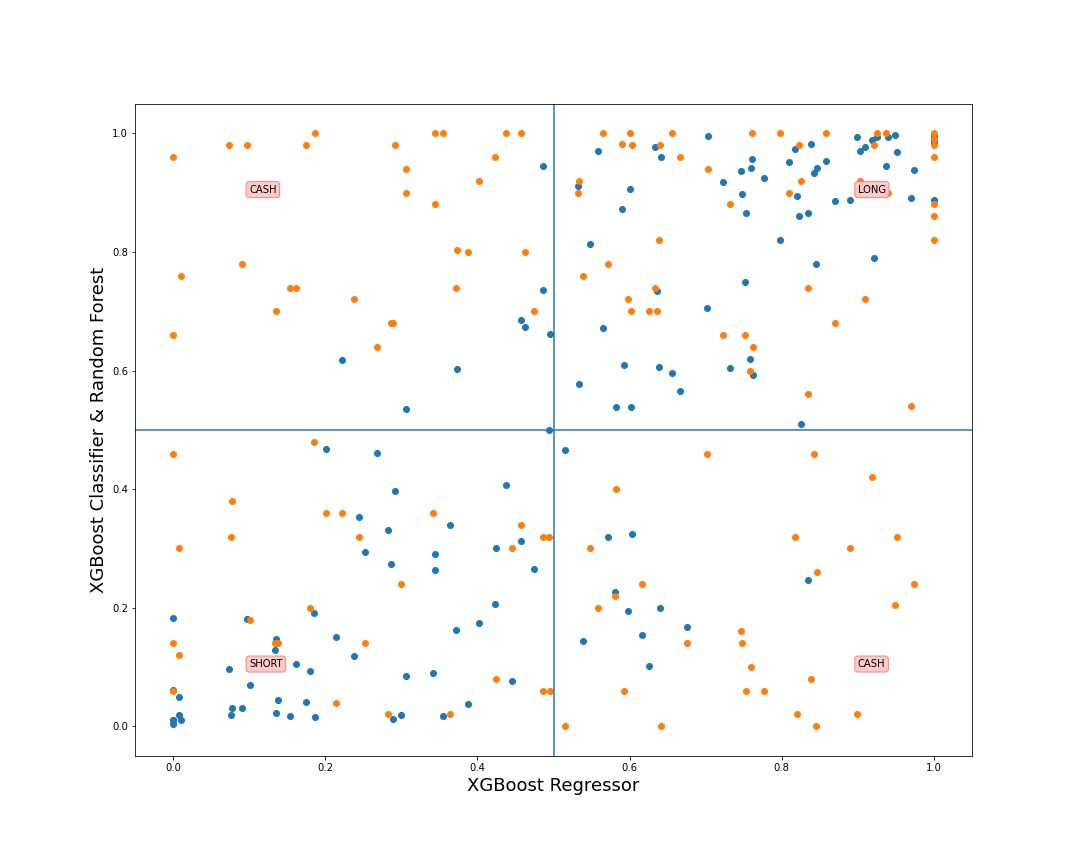 1.0
CASH
LONG
0.8
0.6
0.4
0.2
SHORT
CASH
0.0
0.0 0.2 0.4 0.6 0.8 1.0
XGBoost Regressor
XGBoost Classifier & Random Forest